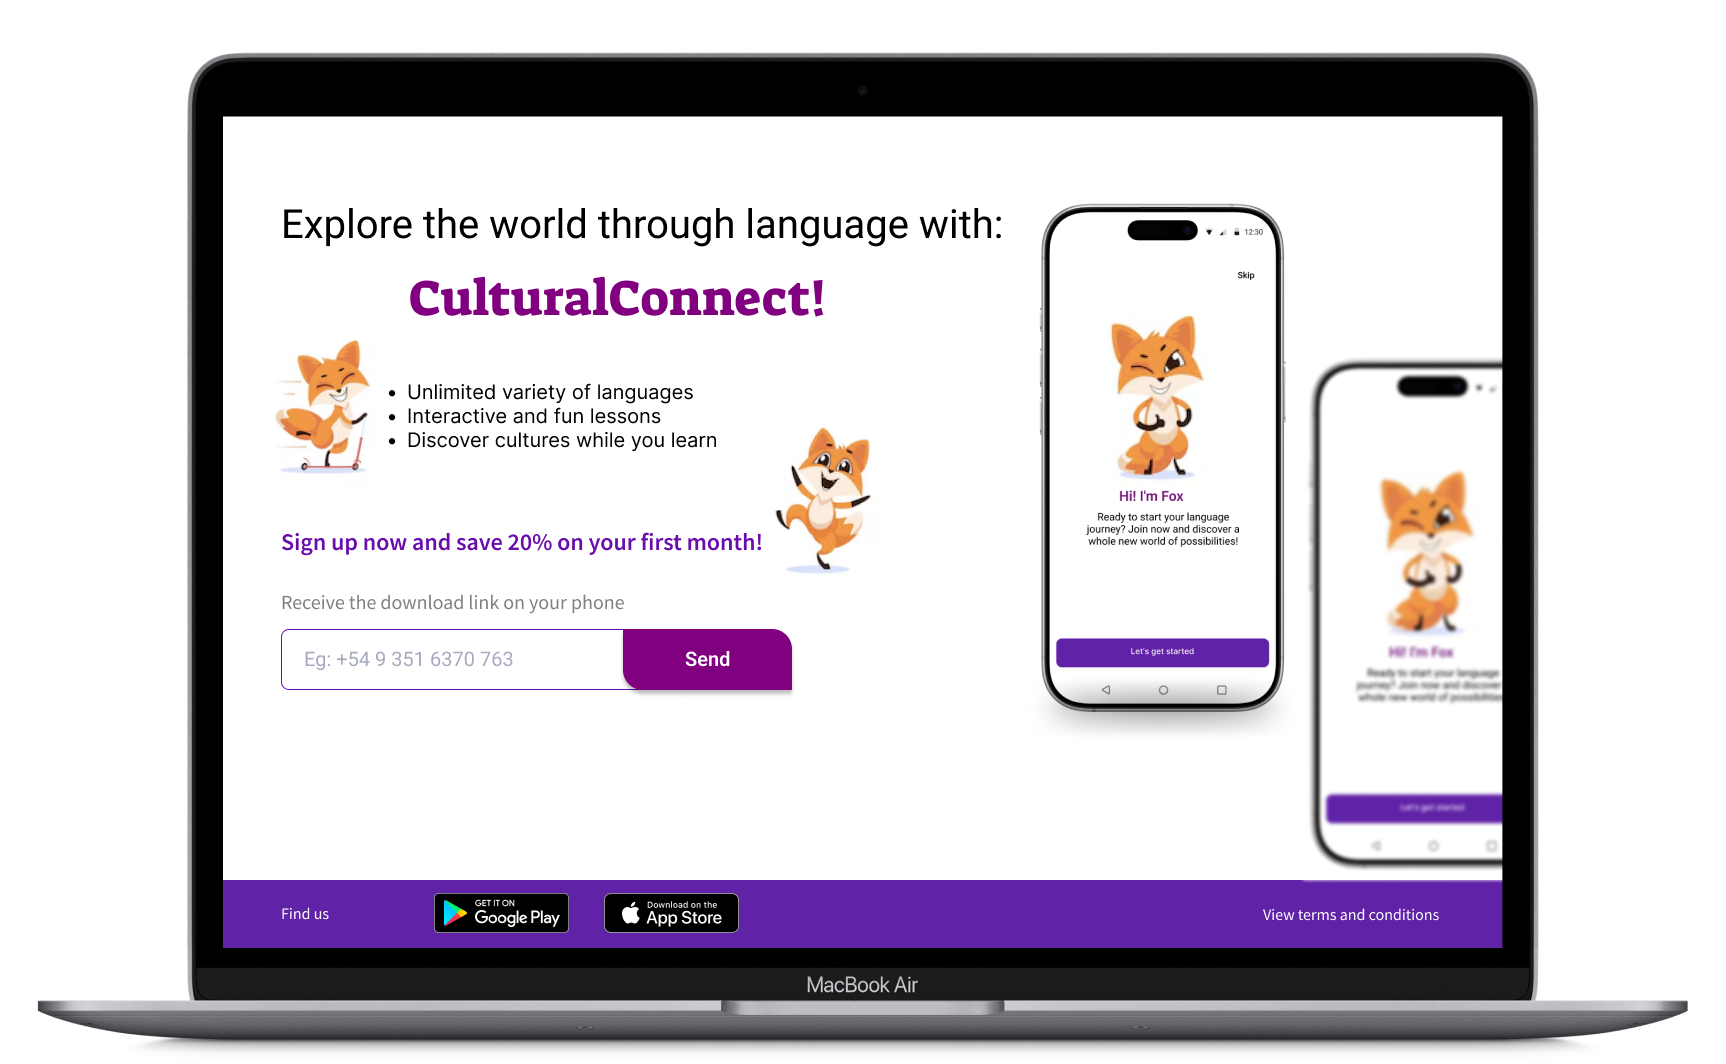 Explore the world through language with:
CulturalConnect!
• Unlimited variety of languages
• Interactive and fun lessons
• Discover cultures while you learn
Sign up now and save 20% on your first month!
Receive the download link on your phone
Eg: +54 9 351 6370 763
Send
12:30
Skip
Hi! I'm Fox
Ready to start your language
journey? Join now and discover a
whole new world of possibilities!
Let's get started
Hi! I'm Fox
Ready to start your language
journey? Join now and discover
whole new world of possibilities
Let's get started
Find us
GET IT ON
Google Play
Download on the
App Store
View terms and conditions
MacBook Air